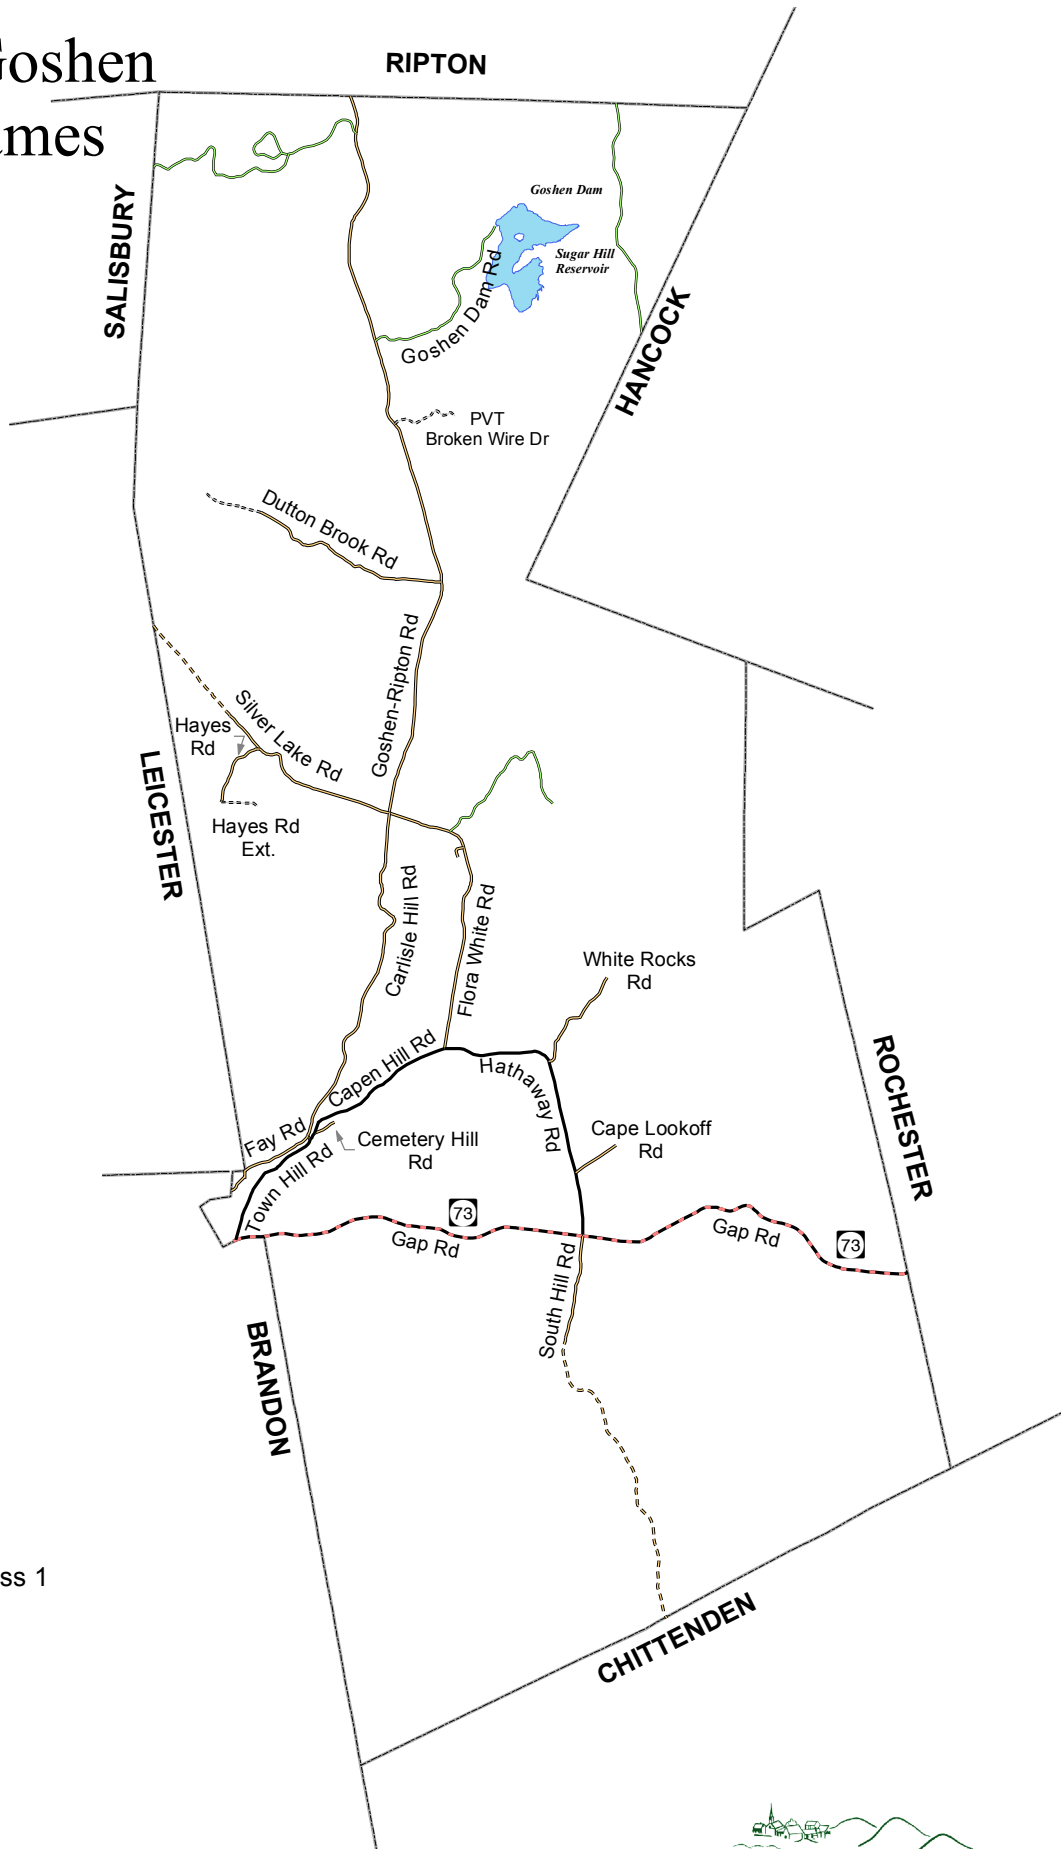 Goshen
RIPTON
ames
SALISBURY
Goshen Dam
Sugar Hill
Reservoir
Goshen Dam Rd
HANCOCK
PVT
Broken Wire Dr
Dutton Brook Rd
Goshen-Ripton Rd
Silver Lake Rd
Hayes
Rd
LEICESTER
Hayes Rd
Ext.
Carlisle Hill Rd
Flora White Rd
White Rocks
Rd
Capen Hill Rd
Hathaway Rd
ROCHESTER
Fay Rd
Cemetery Hill
Rd
Cape Lookoff
Rd
Town Hill Rd
73
Gap Rd
Gap Rd
73
South Hill Rd
BRANDON
ss 1
CHITTENDEN